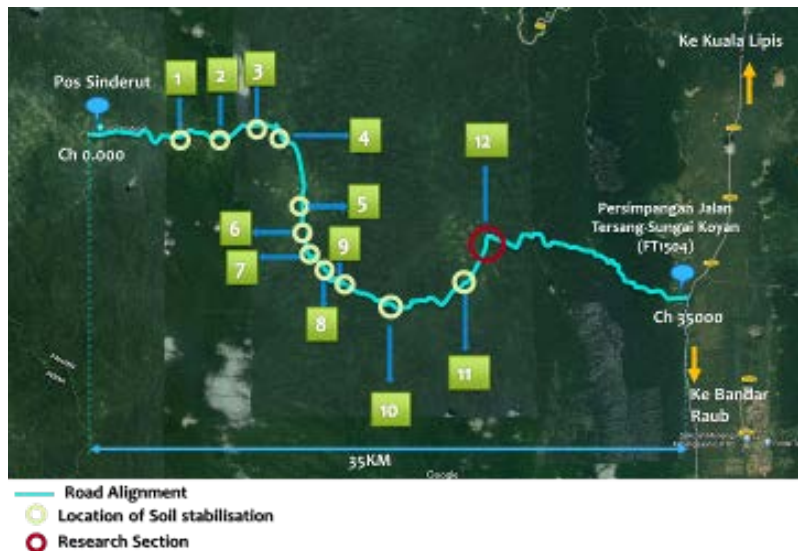 Ke Kuala Lipis
Pos Sinderut
1
2
3
4
12
Ch 0.000
5
Persimpangan Jalan
Tersang-Sungai Koyan
(FT1504)
6
7
9
8
Ch 35000
10
11
Ke Bandar
Raub
35KM
Google
Road Alignment
Location of Soil stabilisation
Research Section